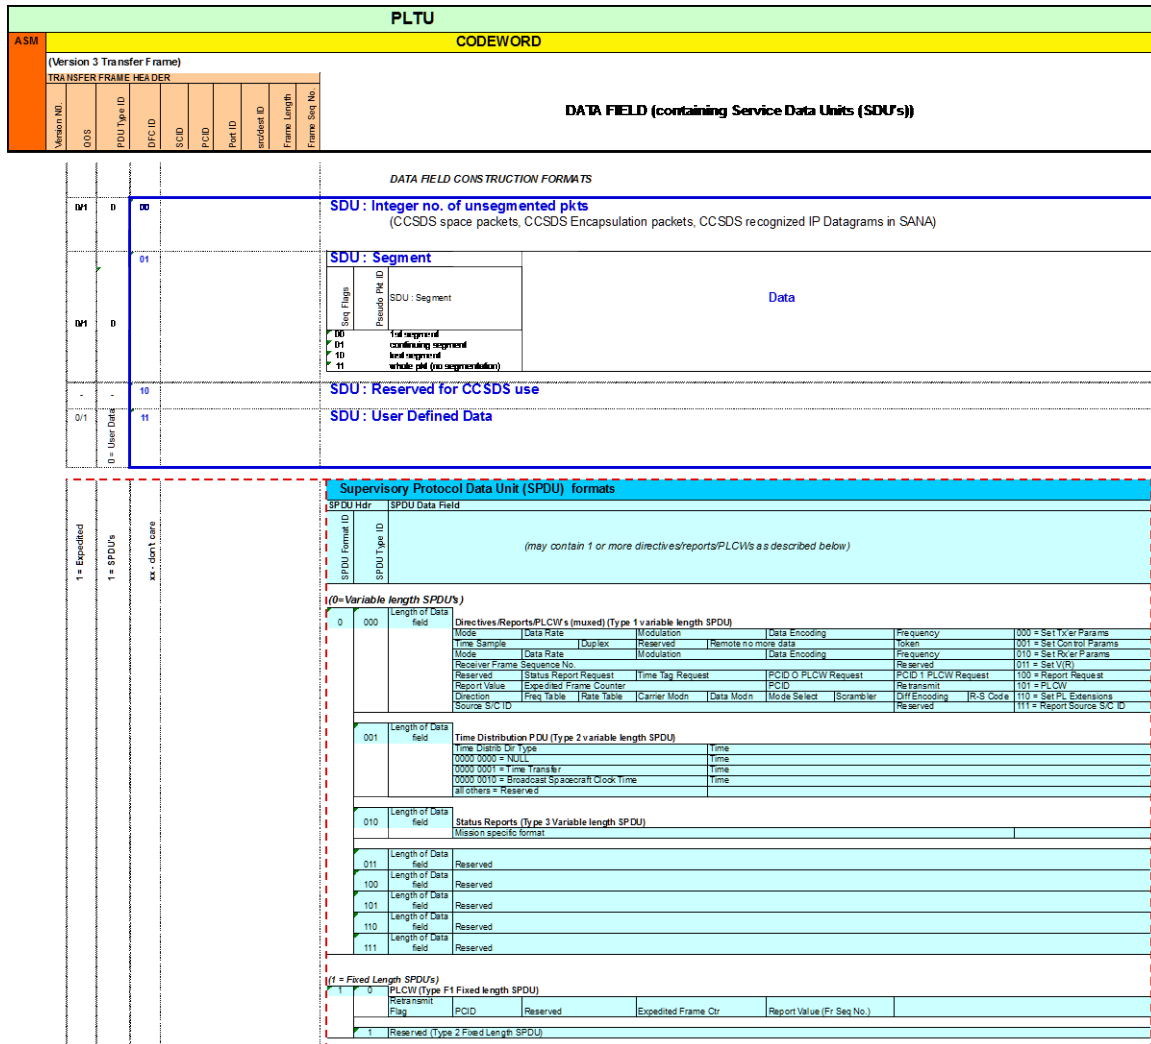 PLTU
ASM
CODEWORD
(Version 3 Transfer Frame)
TRANSFER FRAME HEADER
Version N0.
QOS
PDU Type ID
DFC ID
SCID
PCID
Port ID
src/dest ID
Frame Length
Frame Seq No.
DATA FIELD (containing Service Data Units (SDU's))
DATA FIELD CONSTRUCTION FORMATS
0/1 0 00 SDU : Integer no. of unsegmented pkts
(CCSDS space packets, CCSDS Encapsulation packets, CCSDS recognized IP Datagrams in SANA)
01 SDU : Segment
Seq Flags
Pseudo Pkt ID
SDU : Segment
Data
0/1 0
00 1st segment
01 continuing segment
10 last segment
11 whole pkt (no segmentation)
- - 10 SDU : Reserved for CCSDS use
0/1 11 SDU : User Defined Data
0 = User Data
Supervisory Protocol Data Unit (SPDU) formats
SPDU Hdr SPDU Data Field
1 = Expedited
1 = SPDU's
xx - don't care
SPDU Format ID
SPDU Type ID
(may contain 1 or more directives/reports/PLCWs as described below)
(0=Variable length SPDU's)
0 000 Length of Data field Directives/Reports/PLCW's (muxed) (Type 1 variable length SPDU)
Mode Data Rate Modulation Data Encoding Frequency 000 = Set Tx'er Params
Time Sample Duplex Reserved Remote no more data Token 001 = Set Control Params
Mode Data Rate Modulation Data Encoding Frequency 010 = Set Rx'er Params
Receiver Frame Sequence No. Reserved 011 = Set V(R)
Reserved Status Report Request Time Tag Request PCID O PLCW Request PCID 1 PLCW Request 100 = Report Request
Report Value Expedited Frame Counter PCID Retransmit 101 = PLCW
Direction Freq Table Rate Table Carrier Modn Data Modn Mode Select Scrambler Diff Encoding R-S Code 110 = Set PL Extensions
Source S/C ID Reserved 111 = Report Source S/C ID
001 Length of Data field Time Distribution PDU (Type 2 variable length SPDU)
Time Distrib Dir Type Time
0000 0000 = NULL Time
0000 0001 = Time Transfer Time
0000 0010 = Broadcast Spacecraft Clock Time Time
all others = Reserved
010 Length of Data field Status Reports (Type 3 Variable length SPDU)
Mission specific format
011 Length of Data field Reserved
100 Length of Data field Reserved
101 Length of Data field Reserved
110 Length of Data field Reserved
111 Length of Data field Reserved
(1 = Fixed Length SPDU's)
1 0 PLCW (Type F1 Fixed length SPDU)
Retransmit Flag PCID Reserved Expedited Frame Ctr Report Value (Fr Seq No.)
1 Reserved (Type 2 Fixed Length SPDU)